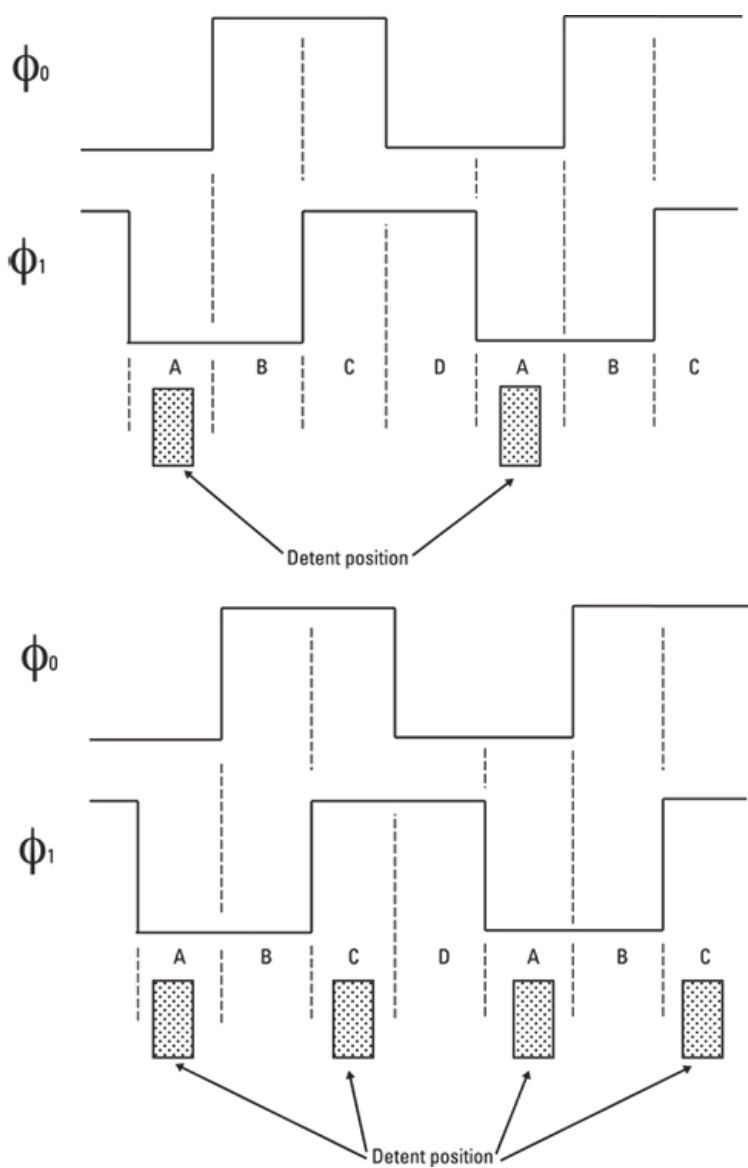 ϕ0
ϕ1
A B C D A B C
Detent position
ϕ0
ϕ1
A B C D A B C
Detent position